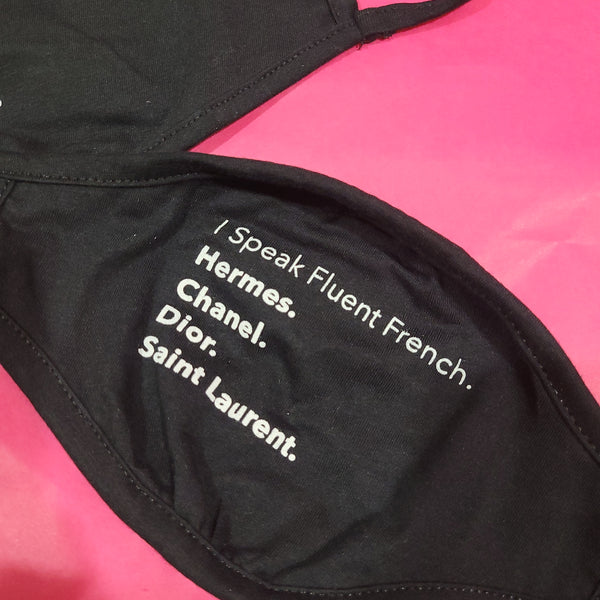 I Speak Fluent French.
Hermes.
Chanel.
Dior.
Saint Laurent.